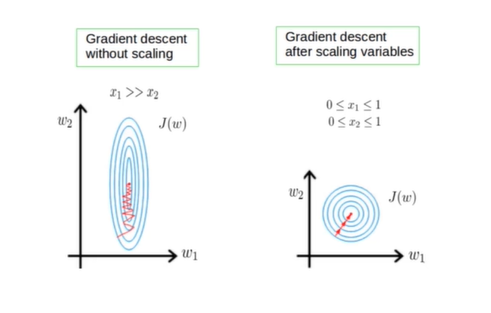 Gradient descent
without scaling
x₁ >> x₂
w₂
J(w)
w₁
Gradient descent
after scaling variables
0 ≤ x₁ ≤ 1
0 ≤ x₂ ≤ 1
w₂
J(w)
w₁